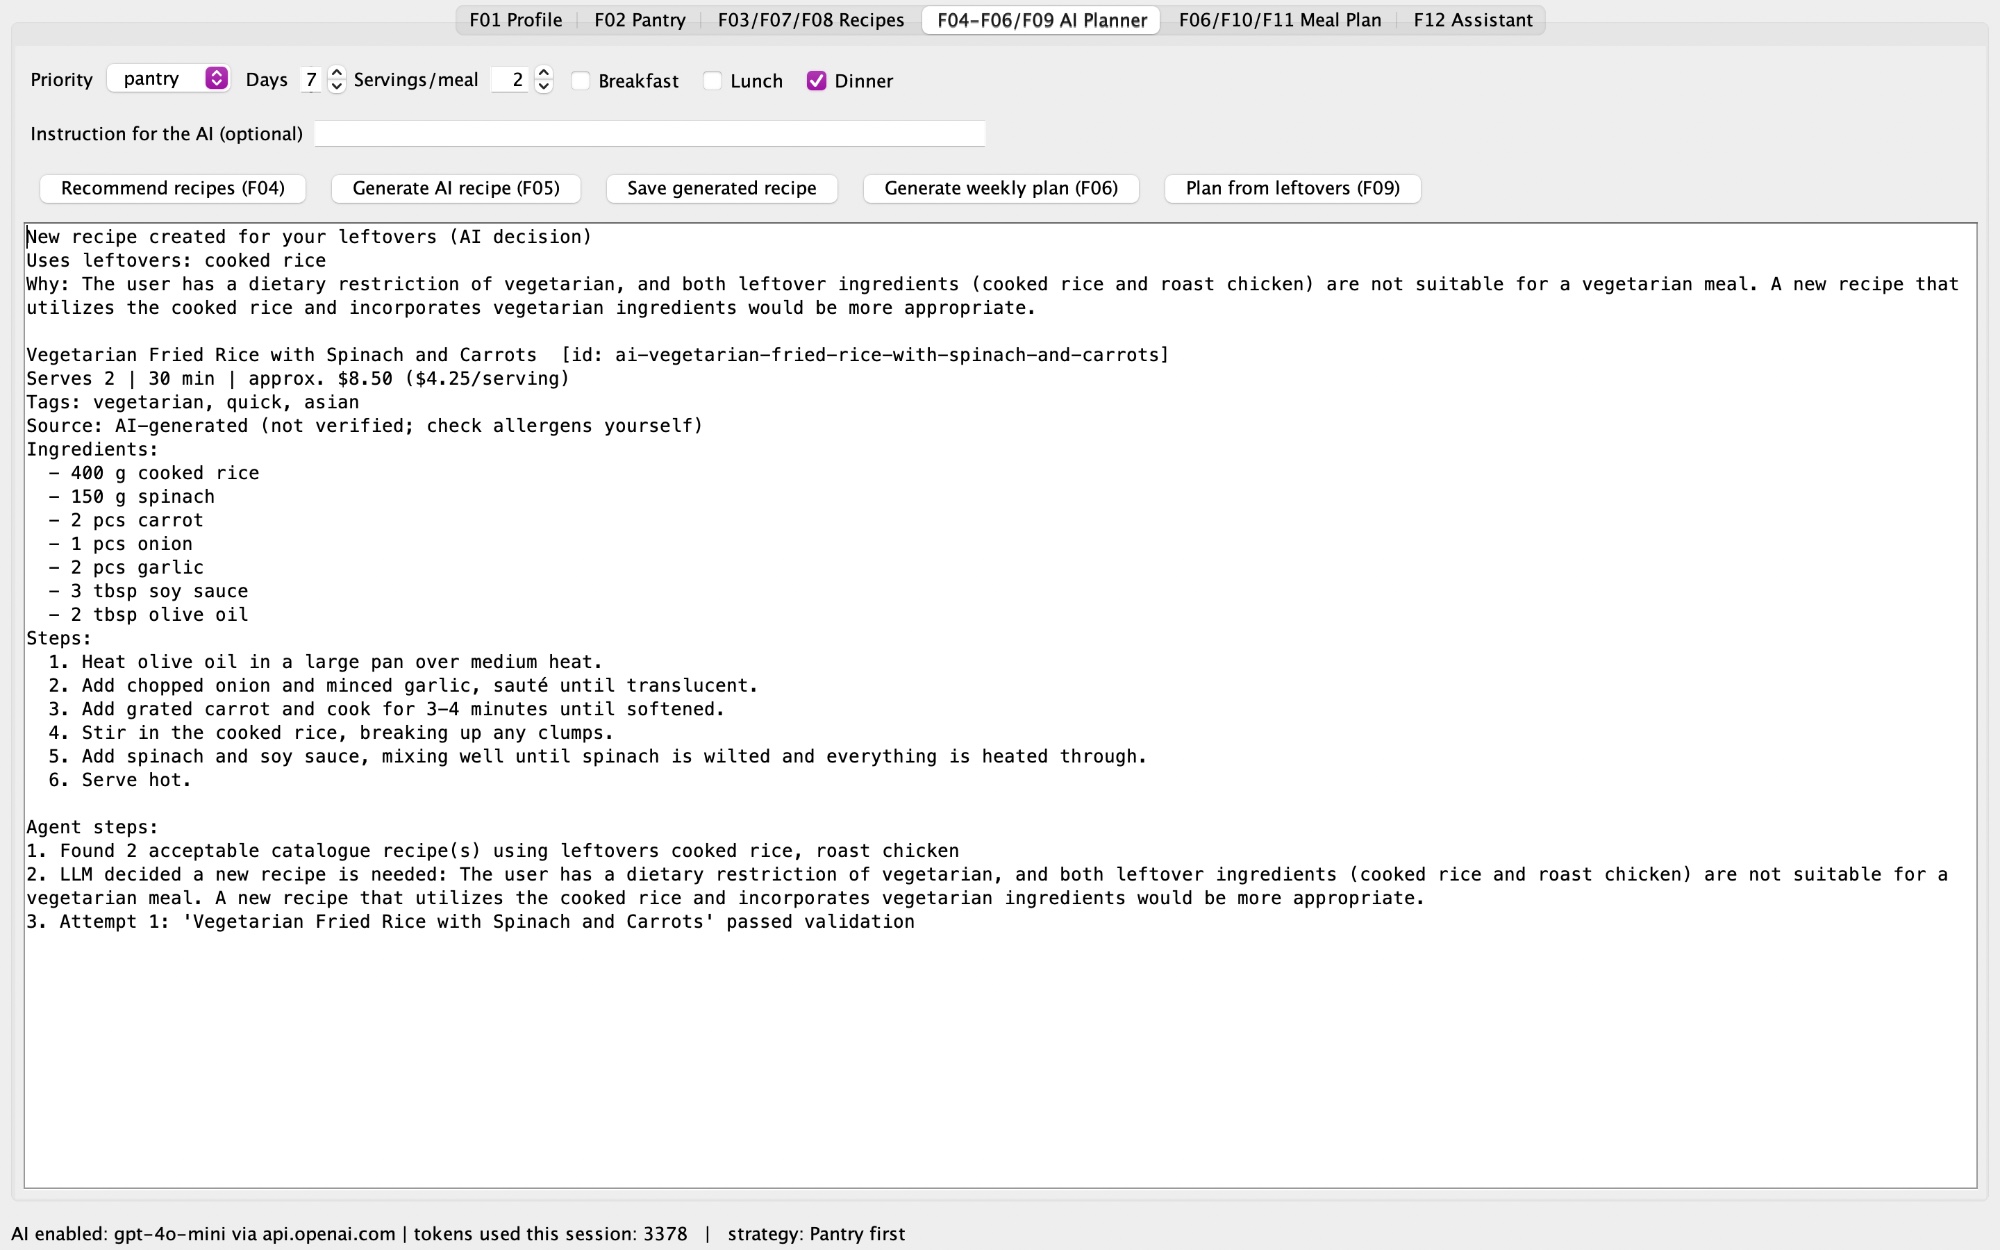 F01 Profile F02 Pantry F03/F07/F08 Recipes F04-F06/F09 AI Planner F06/F10/F11 Meal Plan F12 Assistant
Priority pantry Days 7 Servings/meal 2 Breakfast Lunch Dinner
Instruction for the AI (optional)
Recommend recipes (F04) Generate AI recipe (F05) Save generated recipe Generate weekly plan (F06) Plan from leftovers (F09)
New recipe created for your leftovers (AI decision)
Uses leftovers: cooked rice
Why: The user has a dietary restriction of vegetarian, and both leftover ingredients (cooked rice and roast chicken) are not suitable for a vegetarian meal. A new recipe that
utilizes the cooked rice and incorporates vegetarian ingredients would be more appropriate.
Vegetarian Fried Rice with Spinach and Carrots [id: ai-vegetarian-fried-rice-with-spinach-and-carrots]
Serves 2 | 30 min | approx. $8.50 ($4.25/serving)
Tags: vegetarian, quick, asian
Source: AI-generated (not verified; check allergens yourself)
Ingredients:
- 400 g cooked rice
- 150 g spinach
- 2 pcs carrot
- 1 pcs onion
- 2 pcs garlic
- 3 tbsp soy sauce
- 2 tbsp olive oil
Steps:
1. Heat olive oil in a large pan over medium heat.
2. Add chopped onion and minced garlic, sauté until translucent.
3. Add grated carrot and cook for 3-4 minutes until softened.
4. Stir in the cooked rice, breaking up any clumps.
5. Add spinach and soy sauce, mixing well until spinach is wilted and everything is heated through.
6. Serve hot.
Agent steps:
1. Found 2 acceptable catalogue recipe(s) using leftovers cooked rice, roast chicken
2. LLM decided a new recipe is needed: The user has a dietary restriction of vegetarian, and both leftover ingredients (cooked rice and roast chicken) are not suitable for a
vegetarian meal. A new recipe that utilizes the cooked rice and incorporates vegetarian ingredients would be more appropriate.
3. Attempt 1: 'Vegetarian Fried Rice with Spinach and Carrots' passed validation
AI enabled: gpt-4o-mini via api.openai.com | tokens used this session: 3378 | strategy: Pantry first